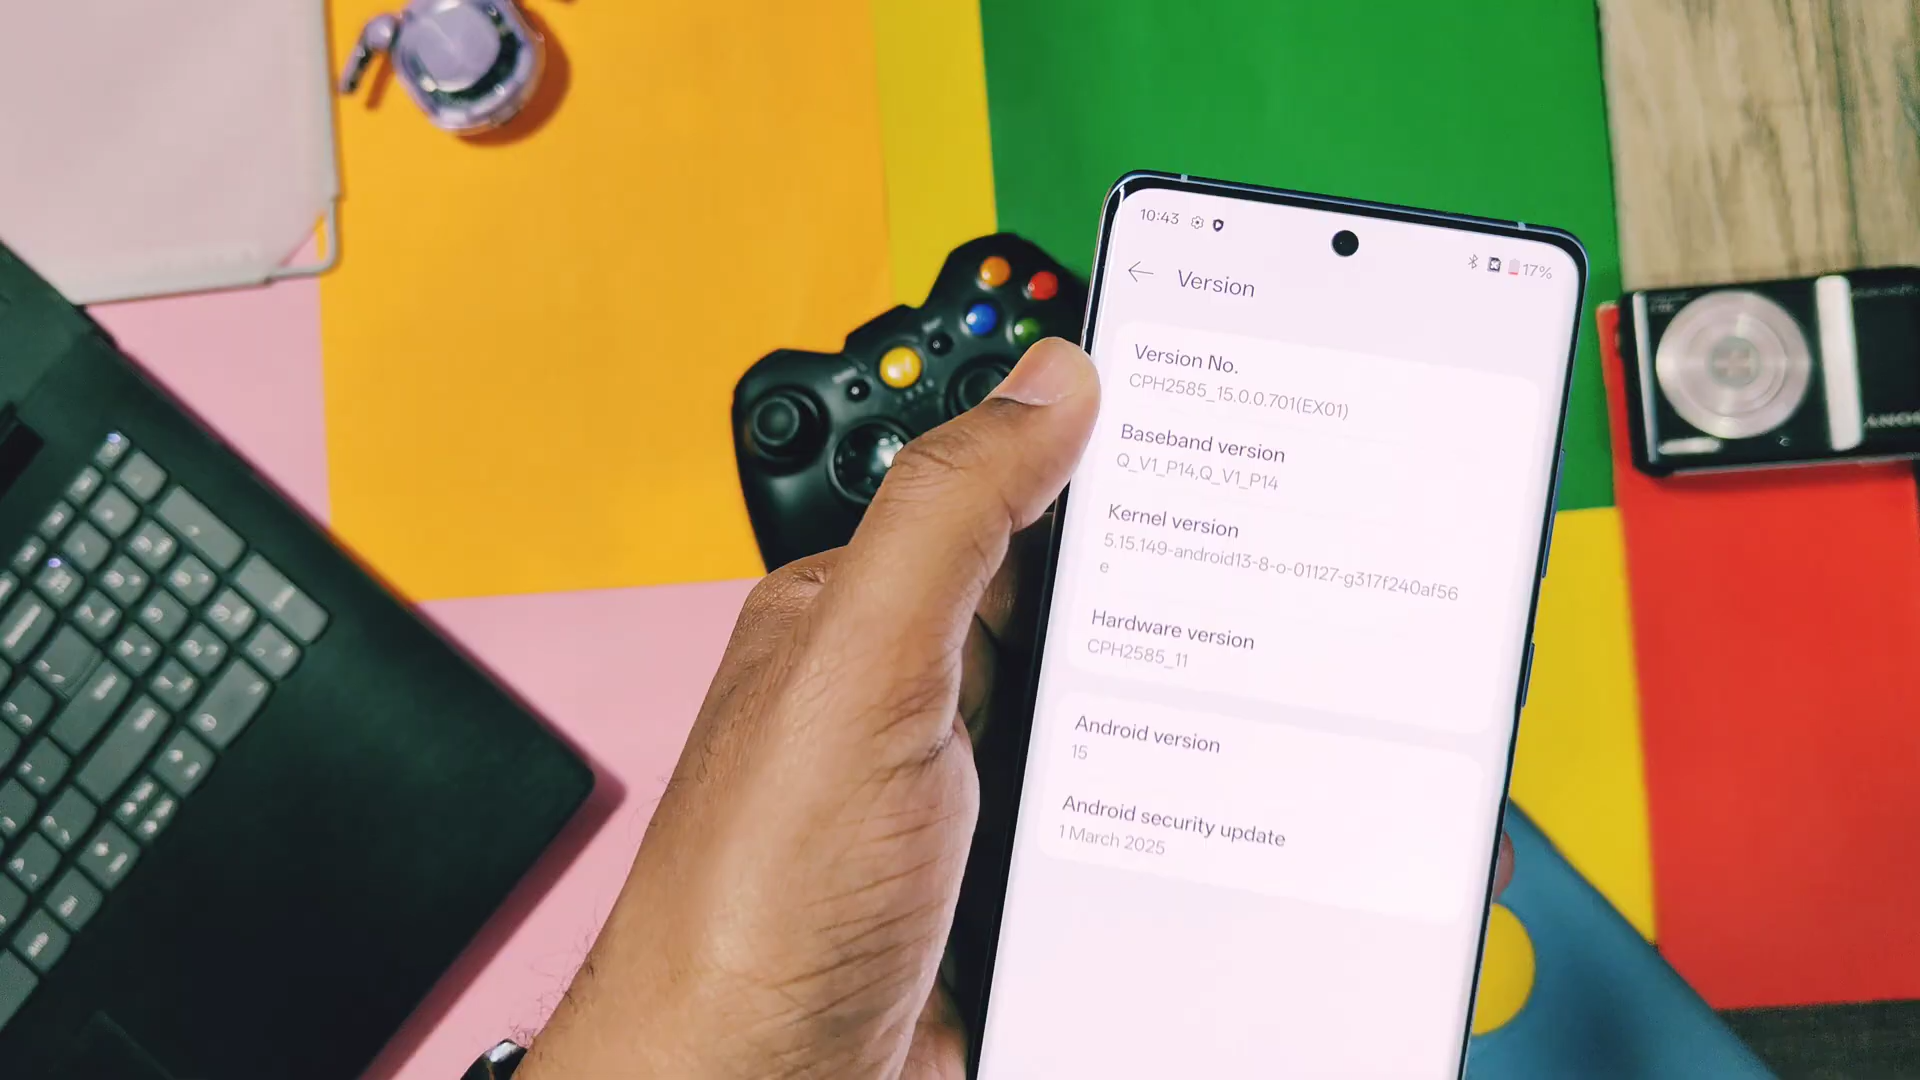 10:43
17%
Version
Version No.
CPH2585_15.0.0.701(EX01)
Baseband version
Q_V1_P14,Q_V1_P14
Kernel version
5.15.149-android13-8-o-01127-g317f240af56
e
Hardware version
CPH2585_11
Android version
15
Android security update
1 March 2025
SONY